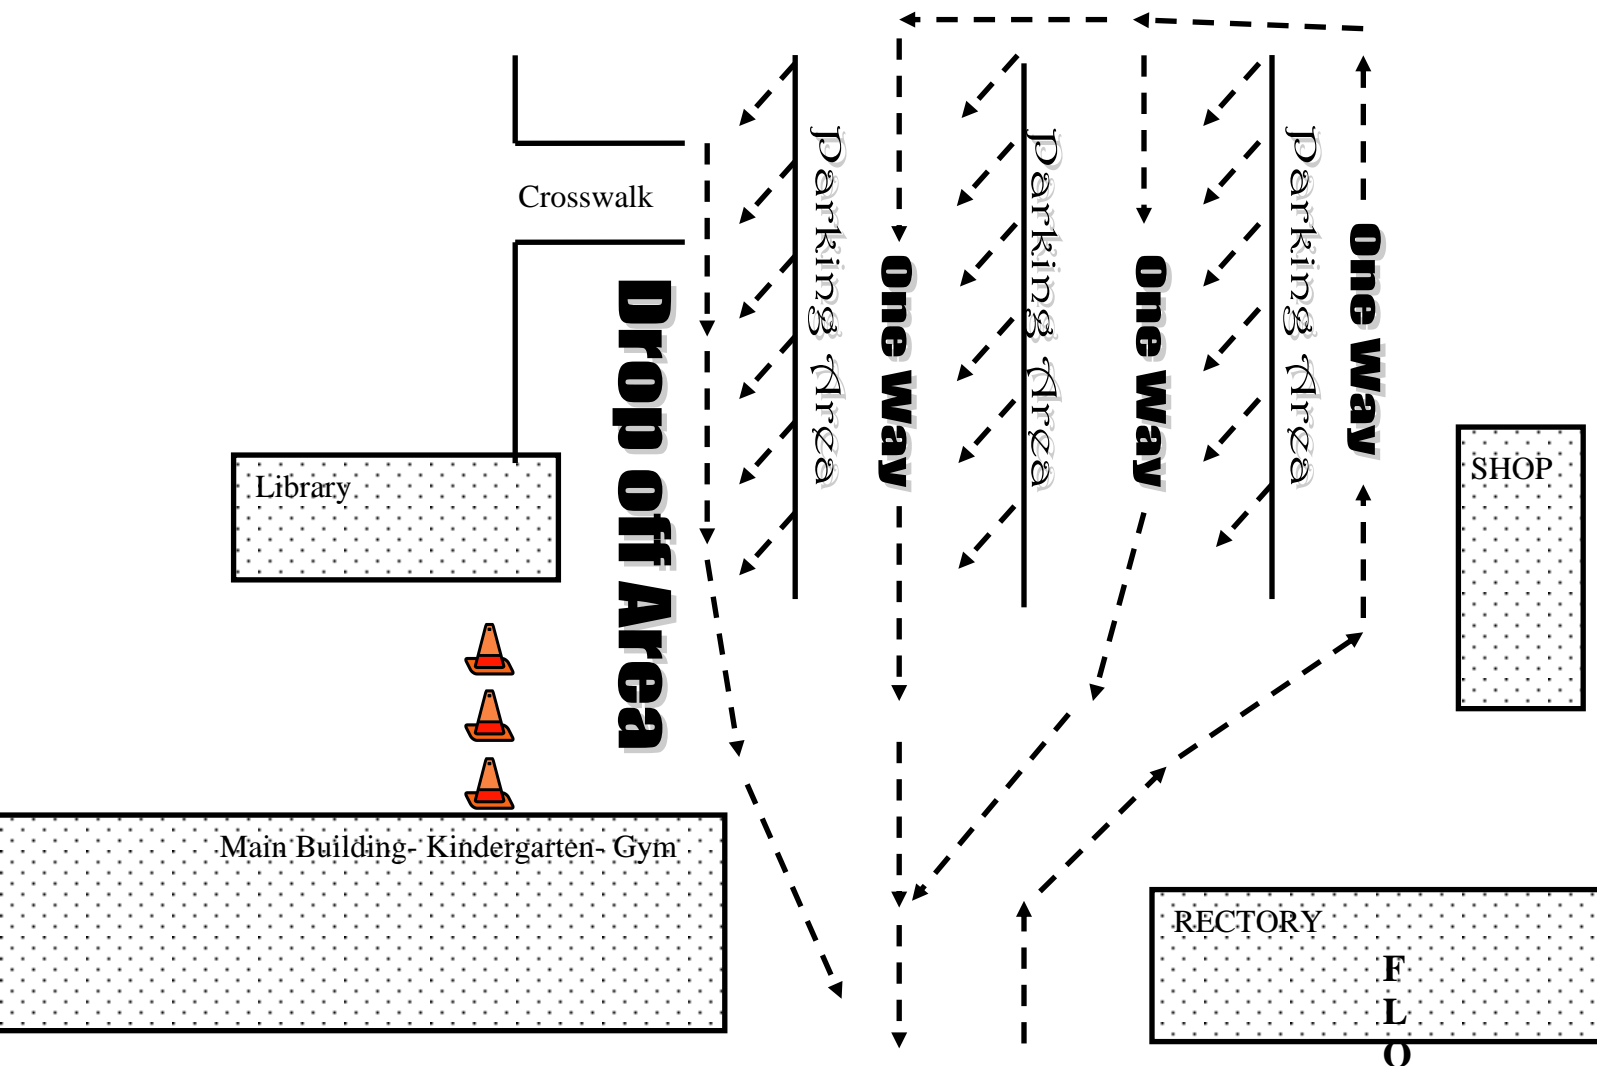 Crosswalk
Drop off Area
Parking Area
One Way
Parking Area
One Way
Parking Area
One Way
Library
SHOP
Main Building- Kindergarten- Gym
RECTORY
F
L
O